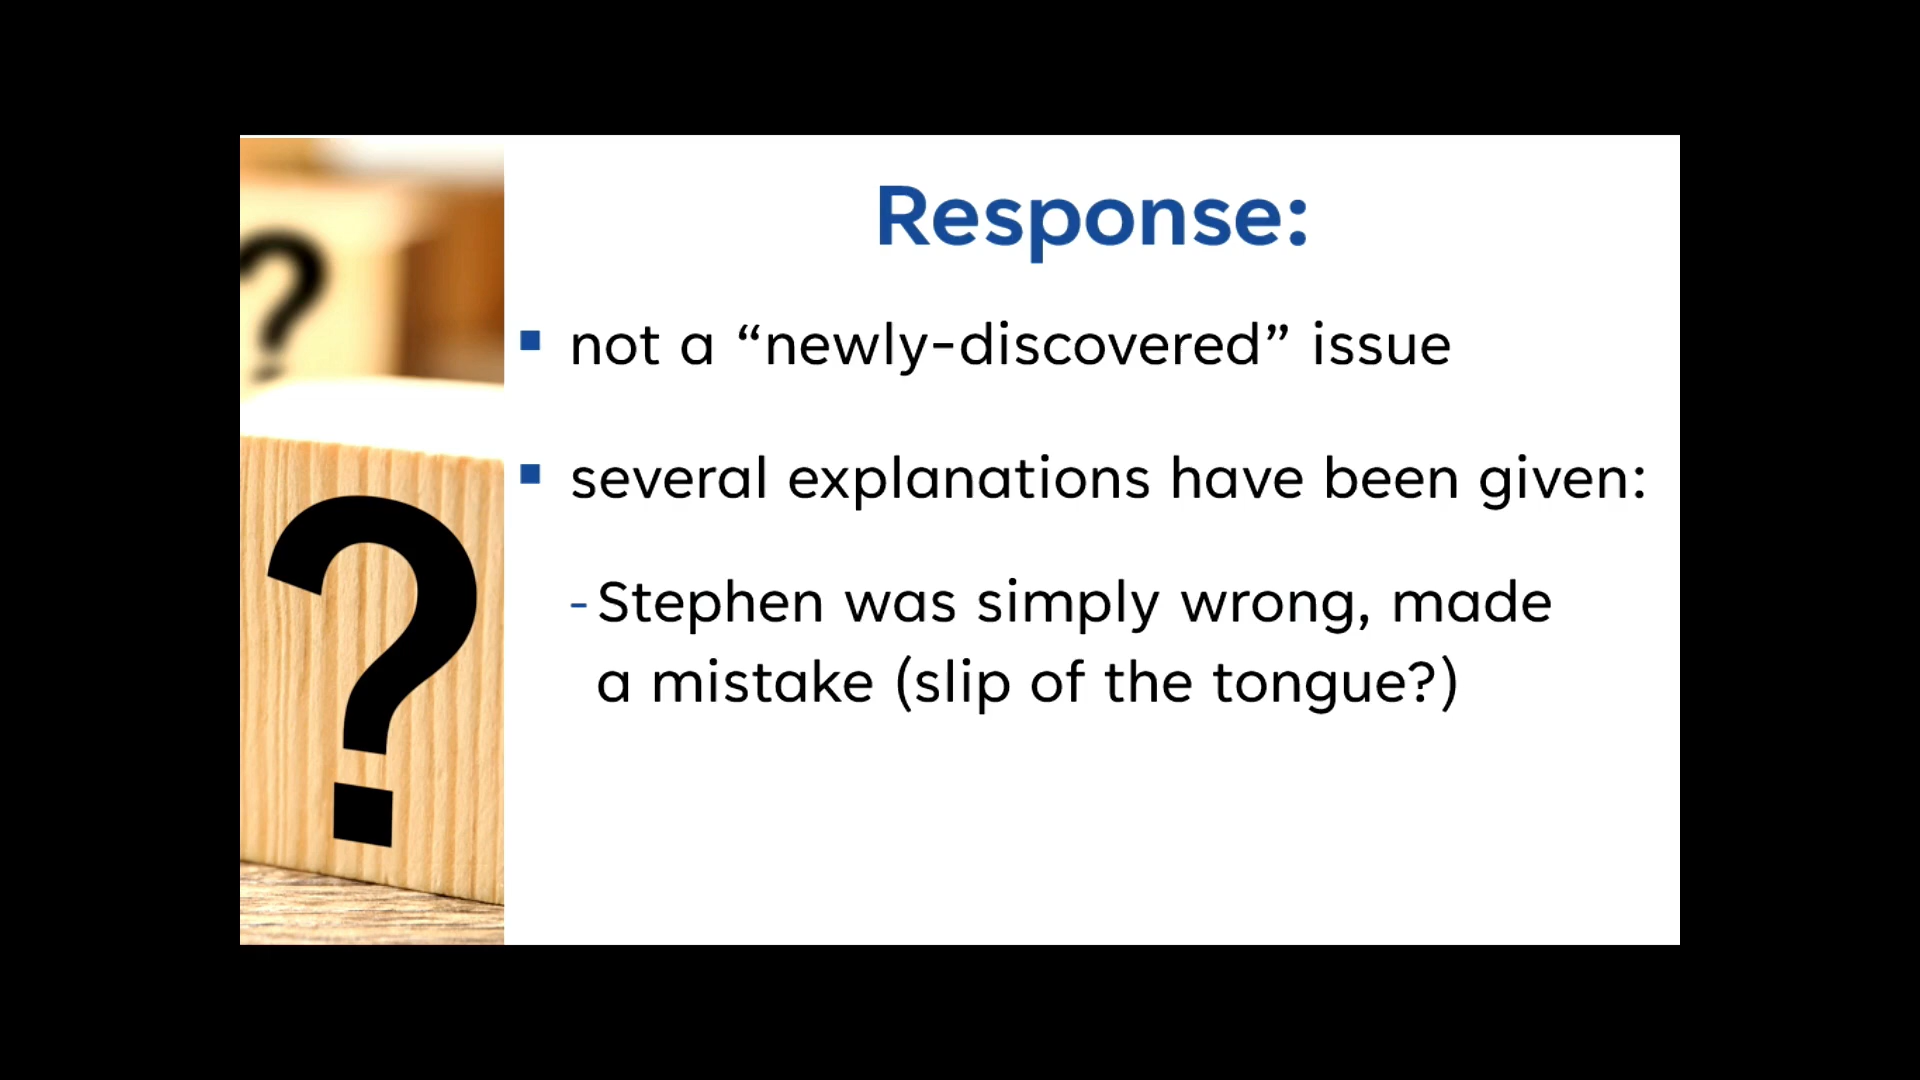 Response:
▪ not a “newly-discovered” issue
▪ several explanations have been given:
- Stephen was simply wrong, made
a mistake (slip of the tongue?)
?
?